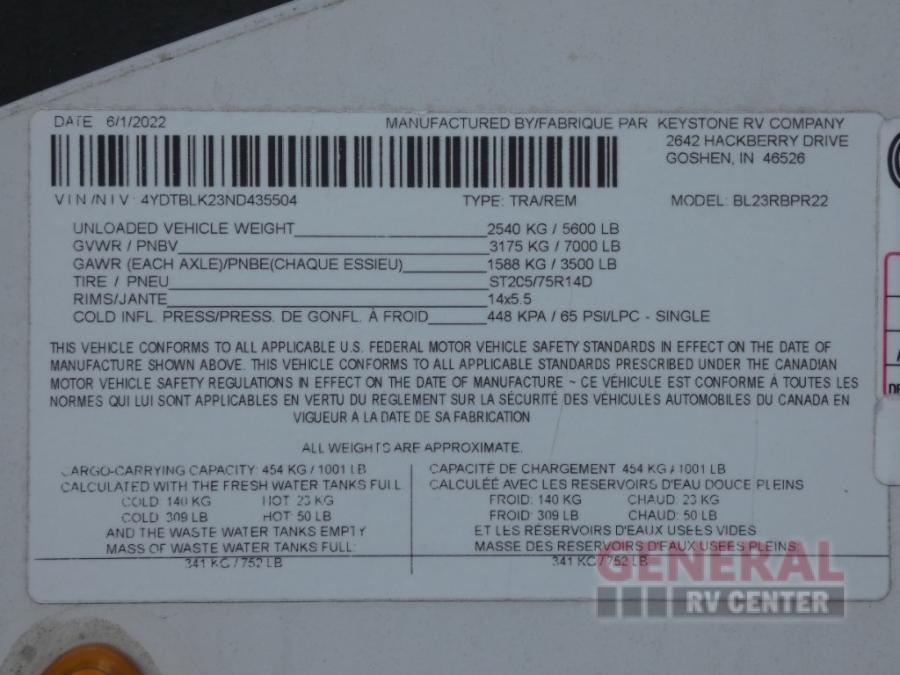 DATE 6/1/2022
MANUFACTURED BY/FABRIQUE PAR KEYSTONE RV COMPANY
2642 HACKBERRY DRIVE
GOSHEN, IN 46526
VIN/NIV: 4YDTBLK23ND435504 TYPE: TRA/REM MODEL: BL23RBPR22
UNLOADED VEHICLE WEIGHT 2540 KG / 5600 LB
GVWR / PNBV 3175 KG / 7000 LB
GAWR (EACH AXLE)/PNBE(CHAQUE ESSIEU) 1588 KG / 3500 LB
TIRE / PNEU ST205/75R14D
RIMS/JANTE 14x5.5
COLD INFL. PRESS/PRESS. DE GONFL. À FROID 448 KPA / 65 PSI/LPC - SINGLE
THIS VEHICLE CONFORMS TO ALL APPLICABLE U.S. FEDERAL MOTOR VEHICLE SAFETY STANDARDS IN EFFECT ON THE DATE OF
MANUFACTURE SHOWN ABOVE. THIS VEHICLE CONFORMS TO ALL APPLICABLE STANDARDS PRESCRIBED UNDER THE CANADIAN
MOTOR VEHICLE SAFETY REGULATIONS IN EFFECT ON THE DATE OF MANUFACTURE ~ CE VÉHICULE EST CONFORME À TOUTES LES
NORMES QUI LUI SONT APPLICABLES EN VERTU DU REGLEMENT SUR LA SÉCURITÉ DES VÉHICULES AUTOMOBILES DU CANADA EN
VIGUEUR A LA DATE DE SA FABRICATION
ALL WEIGHTS ARE APPROXIMATE.
CARGO-CARRYING CAPACITY: 454 KG / 1001 LB
CALCULATED WITH THE FRESH WATER TANKS FULL
COLD: 140 KG HOT: 23 KG
COLD: 309 LB HOT: 50 LB
AND THE WASTE WATER TANKS EMPTY
MASS OF WASTE WATER TANKS FULL:
341 KG / 752 LB
CAPACITÉ DE CHARGEMENT 454 KG / 1001 LB
CALCULÉE AVEC LES RESERVOIRS D'EAU DOUCE PLEINS
FROID: 140 KG CHAUD: 23 KG
FROID: 309 LB CHAUD: 50 LB
ET LES RÉSERVOIRS D'EAUX USÉES VIDES
MASSE DES RESERVOIRS D'EAUX USEES PLEINS:
341 KG / 752 LB
GENERAL
RV CENTER